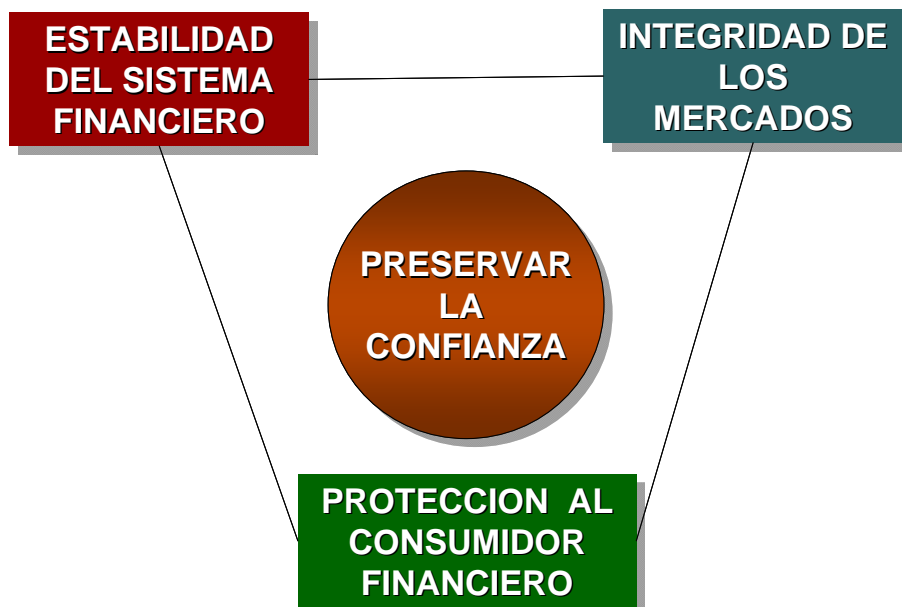 ESTABILIDAD
DEL SISTEMA
FINANCIERO
INTEGRIDAD DE
LOS
MERCADOS
PRESERVAR
LA
CONFIANZA
PROTECCION AL
CONSUMIDOR
FINANCIERO